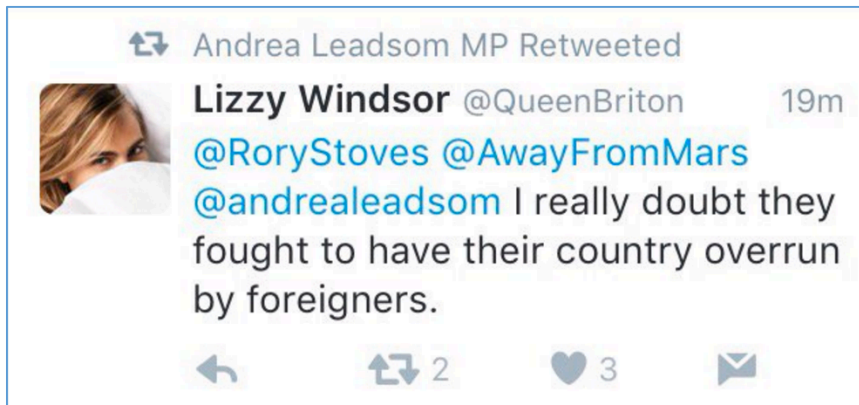 Andrea Leadsom MP Retweeted
Lizzy Windsor @QueenBriton 19m
@RoryStoves @AwayFromMars
@andrealeadsom I really doubt they
fought to have their country overrun
by foreigners.
2 3